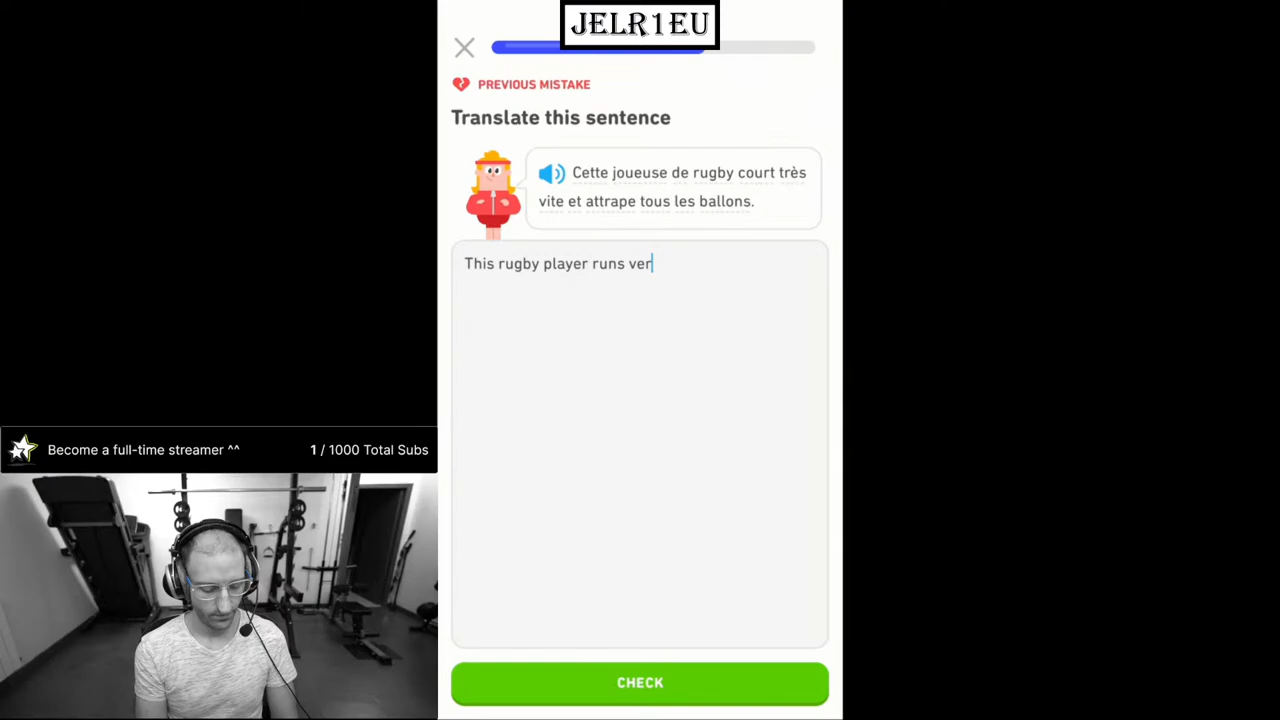 JELR1EU
PREVIOUS MISTAKE
Translate this sentence
Cette joueuse de rugby court très
vite et attrape tous les ballons.
This rugby player runs ver
Become a full-time streamer ^^ 1 / 1000 Total Subs
CHECK